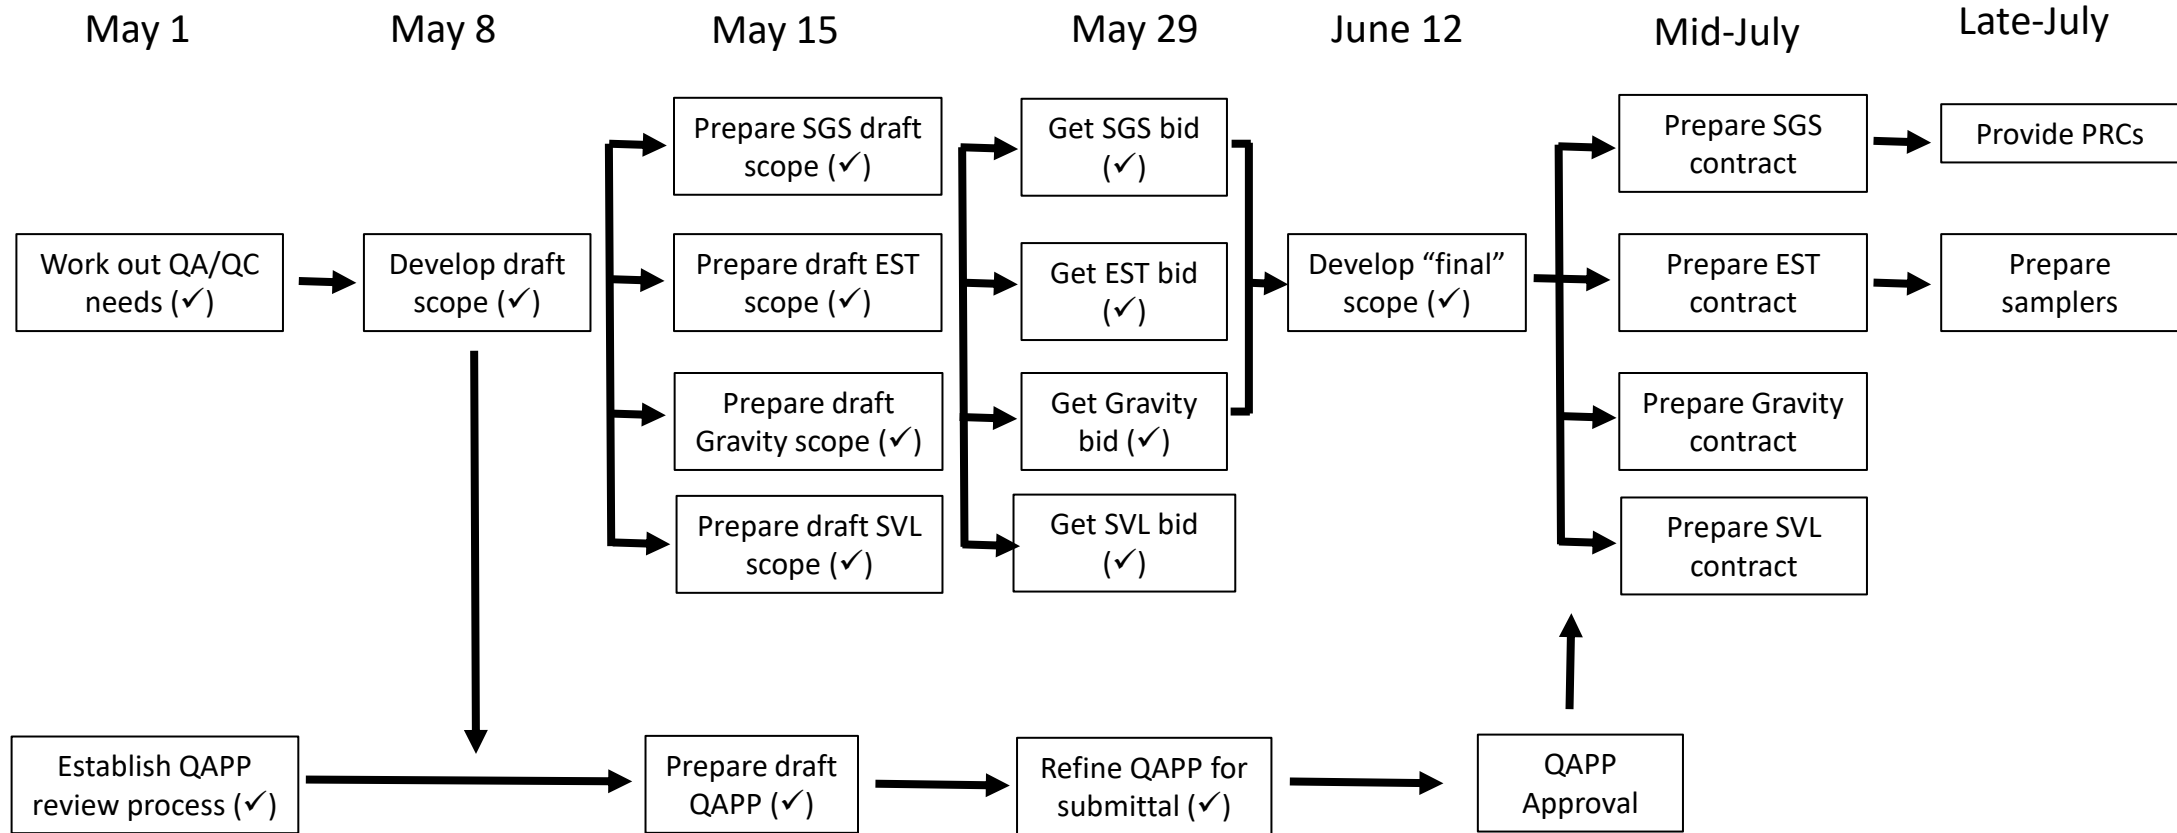 May 1
May 8
May 15
May 29
June 12
Mid-July
Late-July
Prepare SGS draft
scope (✓)
Get SGS bid
(✓)
Prepare SGS
contract
Provide PRCs
Work out QA/QC
needs (✓)
Develop draft
scope (✓)
Prepare draft EST
scope (✓)
Get EST bid
(✓)
Develop “final”
scope (✓)
Prepare EST
contract
Prepare
samplers
Prepare draft
Gravity scope (✓)
Get Gravity
bid (✓)
Prepare Gravity
contract
Prepare draft SVL
scope (✓)
Get SVL bid
(✓)
Prepare SVL
contract
Establish QAPP
review process (✓)
Prepare draft
QAPP (✓)
Refine QAPP for
submittal (✓)
QAPP
Approval